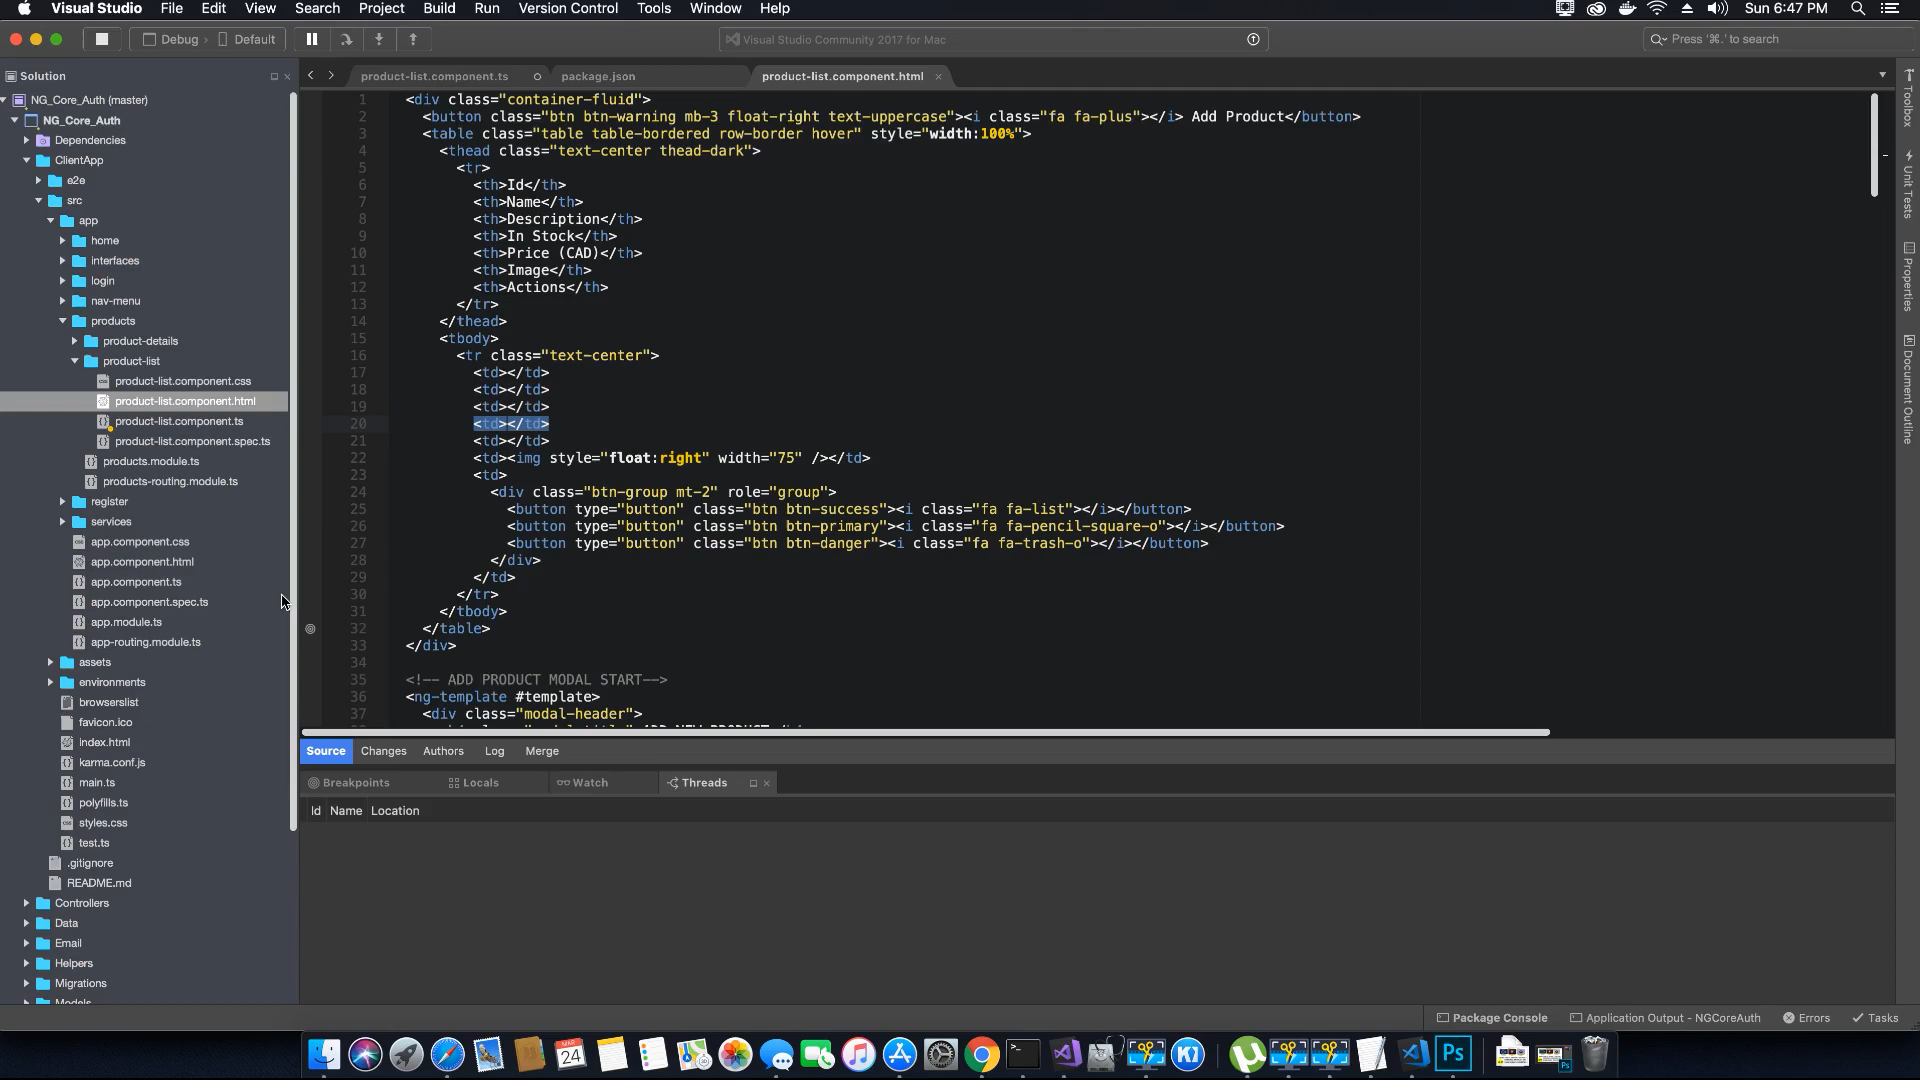 Visual Studio File Edit View Search Project Build Run Version Control Tools Window Help Sun 6:47 PM
Debug › Default Visual Studio Community 2017 for Mac Press '⌘.' to search
Solution
NG_Core_Auth (master)
NG_Core_Auth
Dependencies
ClientApp
e2e
src
app
home
interfaces
login
nav-menu
products
product-details
product-list
product-list.component.css
product-list.component.html
product-list.component.ts
product-list.component.spec.ts
products.module.ts
products-routing.module.ts
register
services
app.component.css
app.component.html
app.component.ts
app.component.spec.ts
app.module.ts
app-routing.module.ts
assets
environments
browserslist
favicon.ico
index.html
karma.conf.js
main.ts
polyfills.ts
styles.css
test.ts
.gitignore
README.md
Controllers
Data
Email
Helpers
Migrations
Models
product-list.component.ts package.json product-list.component.html
1 <div class="container-fluid">
2 <button class="btn btn-warning mb-3 float-right text-uppercase"><i class="fa fa-plus"></i> Add Product</button>
3 <table class="table table-bordered row-border hover" style="width:100%">
4 <thead class="text-center thead-dark">
5 <tr>
6 <th>Id</th>
7 <th>Name</th>
8 <th>Description</th>
9 <th>In Stock</th>
10 <th>Price (CAD)</th>
11 <th>Image</th>
12 <th>Actions</th>
13 </tr>
14 </thead>
15 <tbody>
16 <tr class="text-center">
17 <td></td>
18 <td></td>
19 <td></td>
20 <td></td>
21 <td></td>
22 <td><img style="float:right" width="75" /></td>
23 <td>
24 <div class="btn-group mt-2" role="group">
25 <button type="button" class="btn btn-success"><i class="fa fa-list"></i></button>
26 <button type="button" class="btn btn-primary"><i class="fa fa-pencil-square-o"></i></button>
27 <button type="button" class="btn btn-danger"><i class="fa fa-trash-o"></i></button>
28 </div>
29 </td>
30 </tr>
31 </tbody>
32 </table>
33 </div>
34
35 <!-- ADD PRODUCT MODAL START-->
36 <ng-template #template>
37 <div class="modal-header">
Source Changes Authors Log Merge
Breakpoints Locals Watch Threads
Id Name Location
Toolbox
Unit Tests
Properties
Document Outline
Package Console Application Output - NGCoreAuth Errors Tasks
MAR
24
Ps